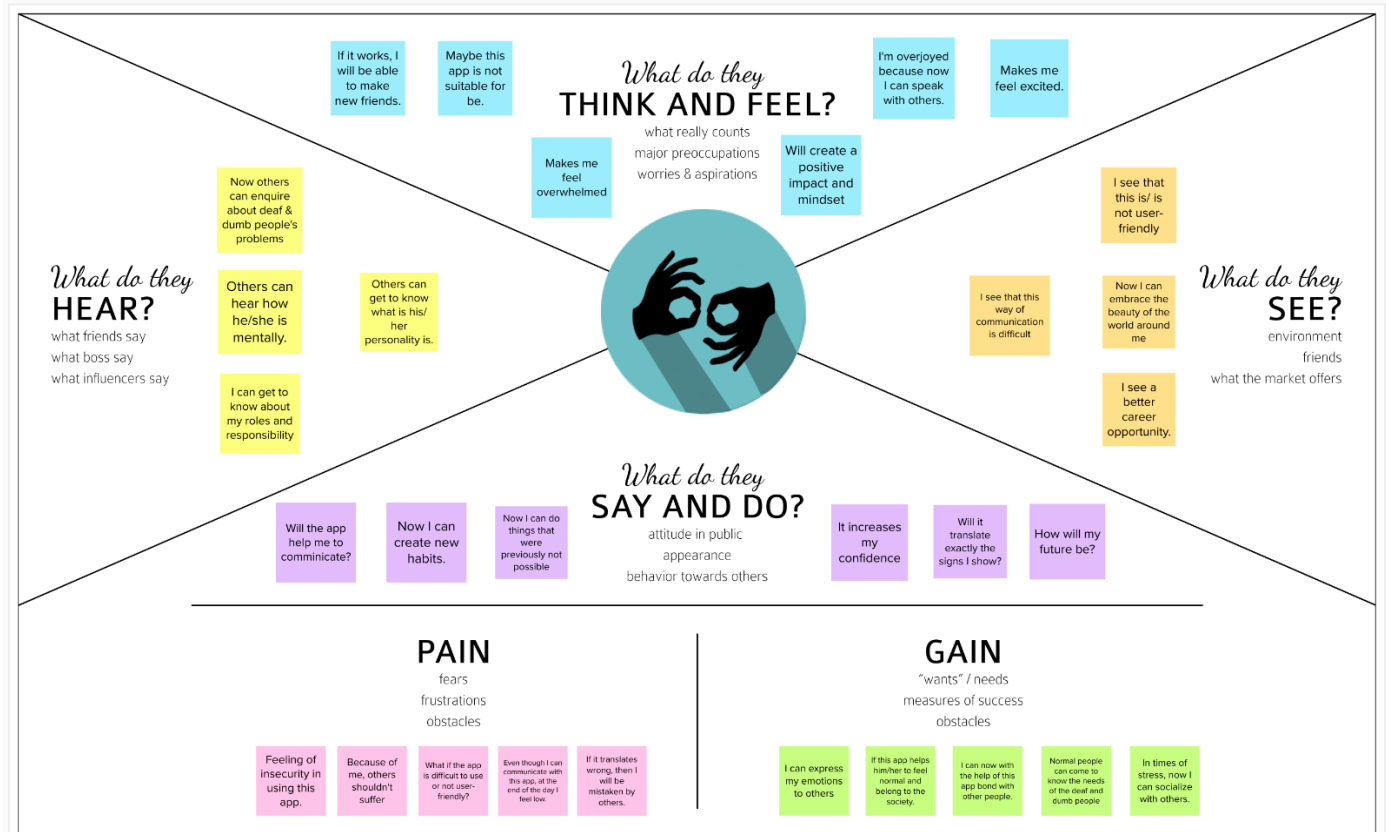 If it works, I
will be able
to make
new friends.
Maybe this
app is not
suitable for
be.
What do they
THINK AND FEEL?
what really counts
major preoccupations
worries & aspirations
I'm overjoyed
because now
I can speak
with others.
Makes me
feel excited.
Makes me
feel
overwhelmed
Will create a
positive
impact and
mindset
What do they
HEAR?
what friends say
what boss say
what influencers say
Now others
can enquire
about deaf &
dumb people's
problems
Others can
hear how
he/she is
mentally.
Others can
get to know
what is his/
her
personality is.
I can get to
know about
my roles and
responsibility
I see that
this is/ is
not user-
friendly
I see that this
way of
communication
is difficult
Now I can
embrace the
beauty of the
world around
me
I see a
better
career
opportunity.
What do they
SEE?
environment
friends
what the market offers
What do they
SAY AND DO?
attitude in public
appearance
behavior towards others
Will the app
help me to
comminicate?
Now I can
create new
habits.
Now I can do
things that
were
previously not
possible
It increases
my
confidence
Will it
translate
exactly the
signs I show?
How will my
future be?
PAIN
fears
frustrations
obstacles
Feeling of
insecurity in
using this
app.
Because of
me, others
shouldn't
suffer
What if the app
is difficult to use
or not user-
friendly?
Even though I can
communicate with
this app, at the
end of the day I
feel low.
If it translates
wrong, then I
will be
mistaken by
others.
GAIN
"wants" / needs
measures of success
obstacles
I can express
my emotions
to others
If this app helps
him/her to feel
normal and
belong to the
society.
I can now with
the help of this
app bond with
other people.
Normal people
can come to
know the needs
of the deaf and
dumb people
In times of
stress, now I
can socialize
with others.